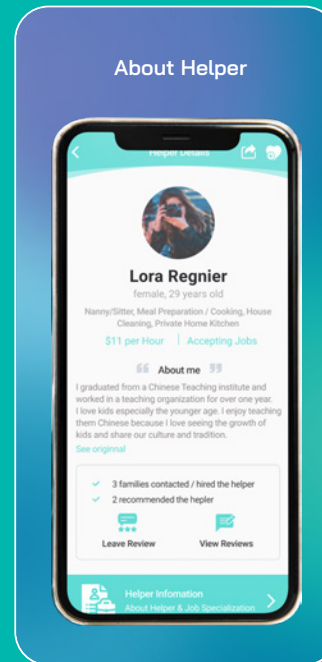 About Helper
Helper Details
Lora Regnier
female, 29 years old
Nanny/Sitter, Meal Preparation / Cooking, House
Cleaning, Private Home Kitchen
$11 per Hour | Accepting Jobs
About me
I graduated from a Chinese Teaching institute and
worked in a teaching organization for over one year.
I love kids especially the younger age. I enjoy teaching
them Chinese because I love seeing the growth of
kids and share our culture and tradition.
See originnal
3 families contacted / hired the helper
2 recommended the hepler
Leave Review View Reviews
Helper Infomation
About Helper & Job Specialization